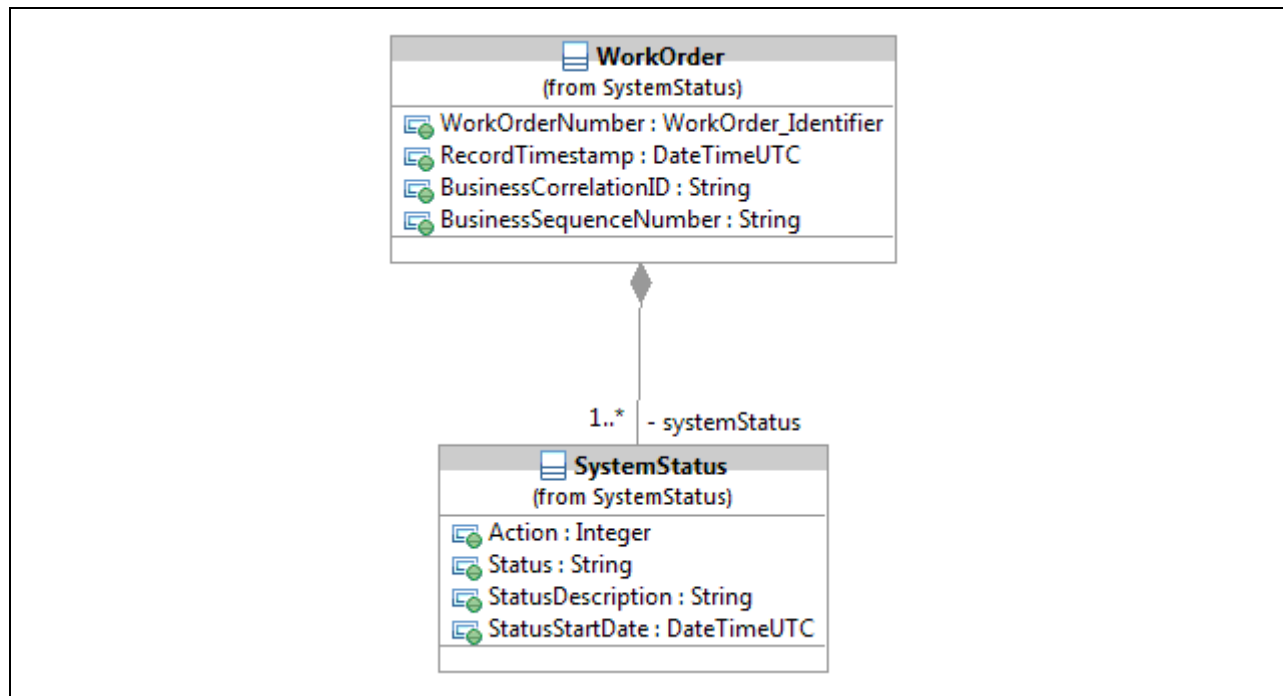 WorkOrder
(from SystemStatus)
WorkOrderNumber : WorkOrder_Identifier
RecordTimestamp : DateTimeUTC
BusinessCorrelationID : String
BusinessSequenceNumber : String
1..* - systemStatus
SystemStatus
(from SystemStatus)
Action : Integer
Status : String
StatusDescription : String
StatusStartDate : DateTimeUTC